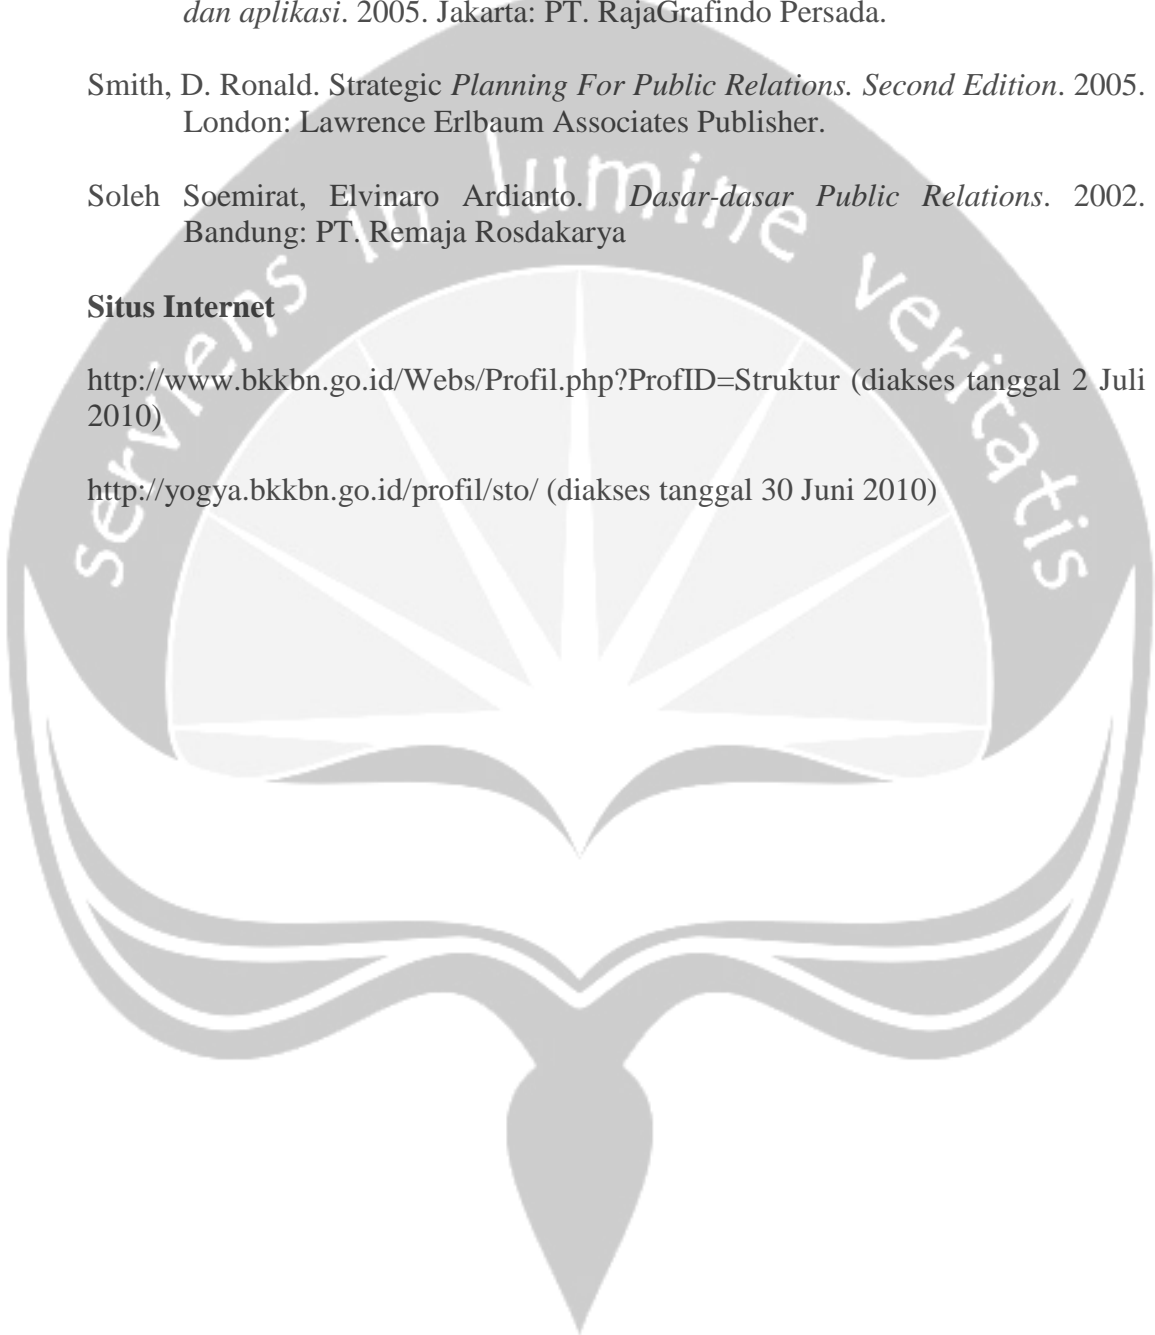 dan aplikasi. 2005. Jakarta: PT. RajaGrafindo Persada.
Smith, D. Ronald. Strategic Planning For Public Relations. Second Edition. 2005.
London: Lawrence Erlbaum Associates Publisher.
Soleh Soemirat, Elvinaro Ardianto. Dasar-dasar Public Relations. 2002.
Bandung: PT. Remaja Rosdakarya
Situs Internet
http://www.bkkbn.go.id/Webs/Profil.php?ProfID=Struktur (diakses tanggal 2 Juli
2010)
http://yogya.bkkbn.go.id/profil/sto/ (diakses tanggal 30 Juni 2010)
serviens in lumine veritatis